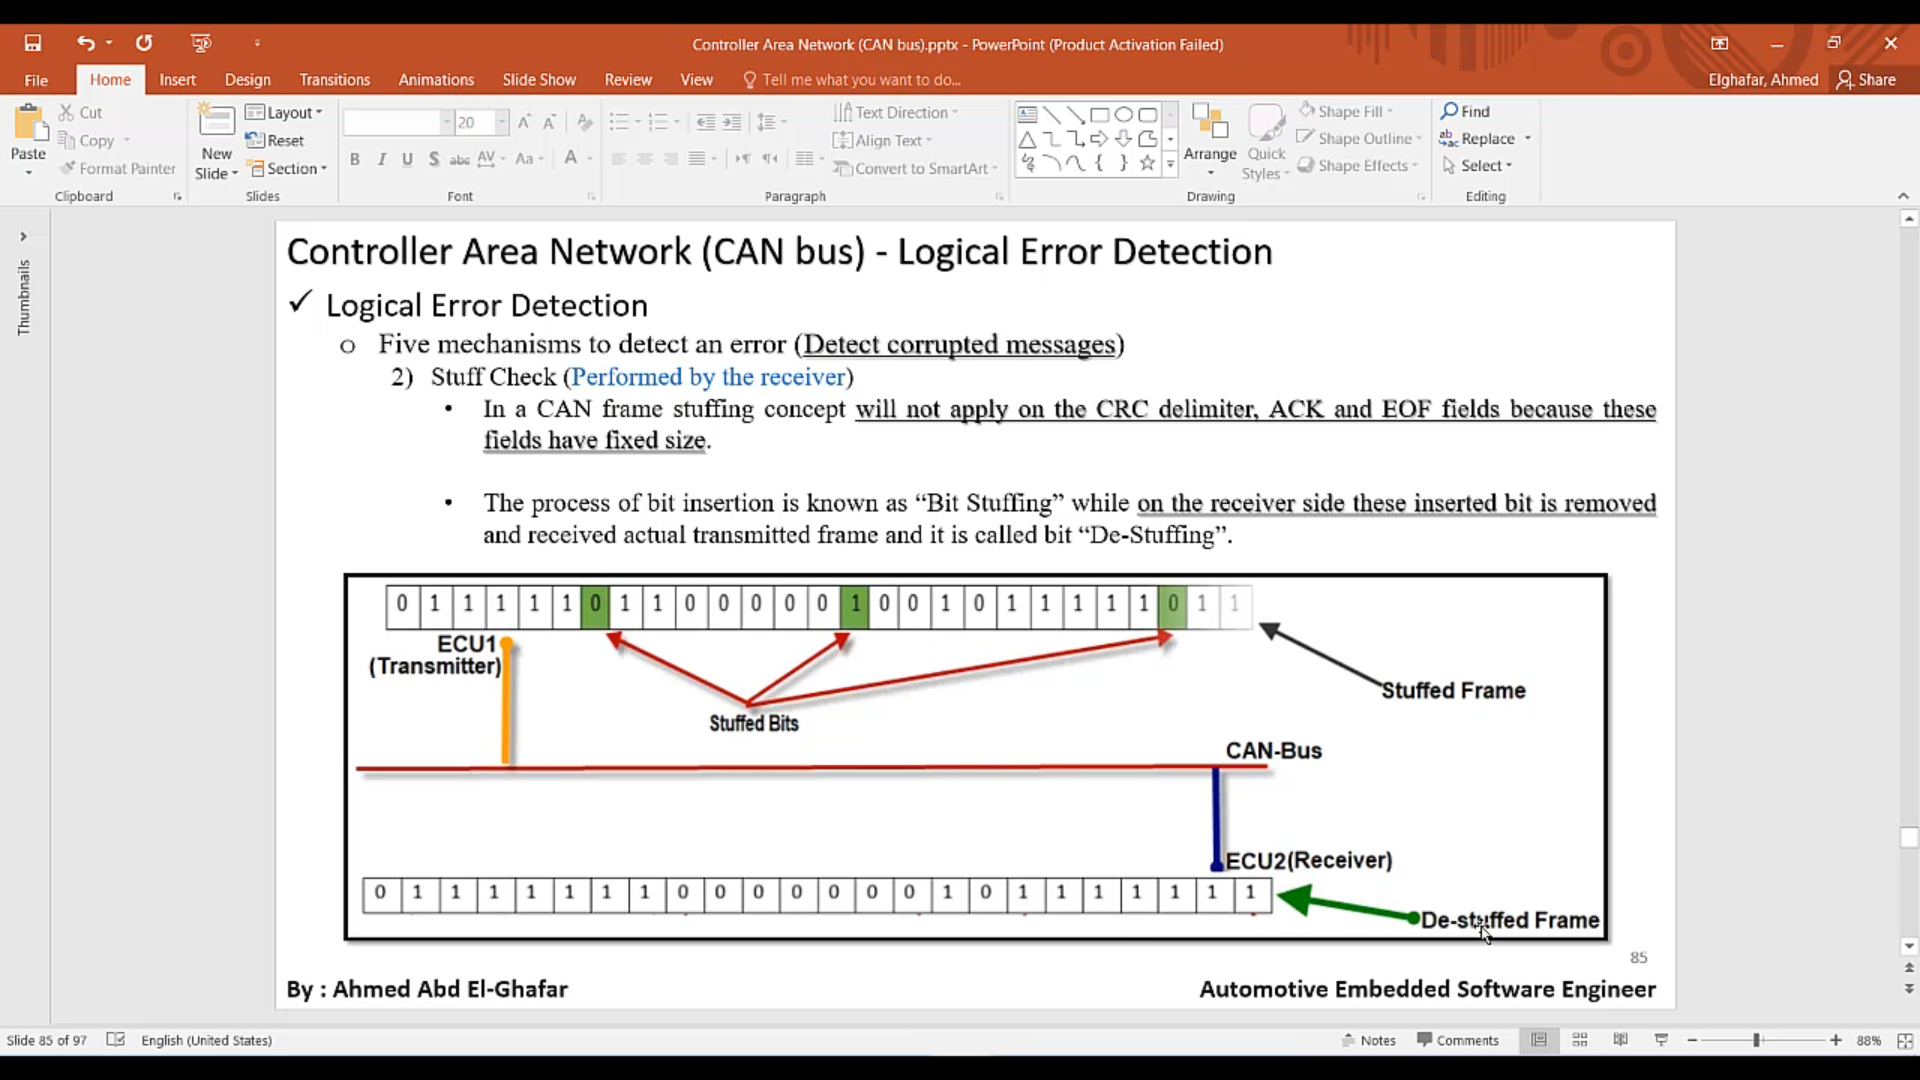 Controller Area Network (CAN bus).pptx - PowerPoint (Product Activation Failed)
File Home Insert Design Transitions Animations Slide Show Review View Tell me what you want to do... Elghafar, Ahmed Share
Paste
Cut
Copy
Format Painter
Clipboard
New
Slide
Layout
Reset
Section
Slides
20
B I U S abc AV Aa A
Font
Text Direction
Align Text
Convert to SmartArt
Paragraph
Arrange
Quick
Styles
Shape Fill
Shape Outline
Shape Effects
Drawing
Find
Replace
Select
Editing
Thumbnails
Controller Area Network (CAN bus) - Logical Error Detection
✓ Logical Error Detection
o Five mechanisms to detect an error (Detect corrupted messages)
2) Stuff Check (Performed by the receiver)
• In a CAN frame stuffing concept will not apply on the CRC delimiter, ACK and EOF fields because these
fields have fixed size.
• The process of bit insertion is known as “Bit Stuffing” while on the receiver side these inserted bit is removed
and received actual transmitted frame and it is called bit “De-Stuffing”.
0 1 1 1 1 1 0 1 1 0 0 0 0 0 1 0 0 1 0 1 1 1 1 1 0 1 1
ECU1
(Transmitter)
Stuffed Bits
Stuffed Frame
CAN-Bus
ECU2(Receiver)
0 1 1 1 1 1 1 1 0 0 0 0 0 0 0 1 0 1 1 1 1 1 1 1
De-stuffed Frame
85
By : Ahmed Abd El-Ghafar
Automotive Embedded Software Engineer
Slide 85 of 97 English (United States) Notes Comments 88%